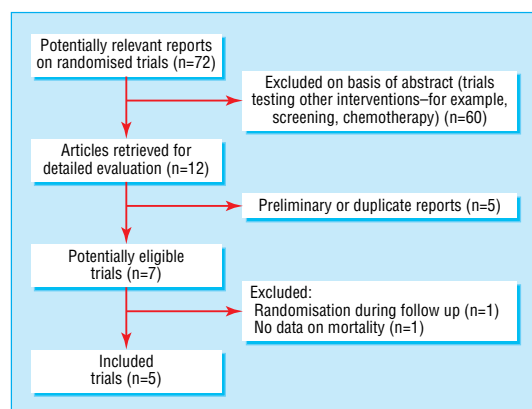 Potentially relevant reports
on randomised trials (n=72)
Excluded on basis of abstract (trials
testing other interventions–for example,
screening, chemotherapy) (n=60)
Articles retrieved for
detailed evaluation (n=12)
Preliminary or duplicate reports (n=5)
Potentially eligible
trials (n=7)
Excluded:
Randomisation during follow up (n=1)
No data on mortality (n=1)
Included
trials (n=5)